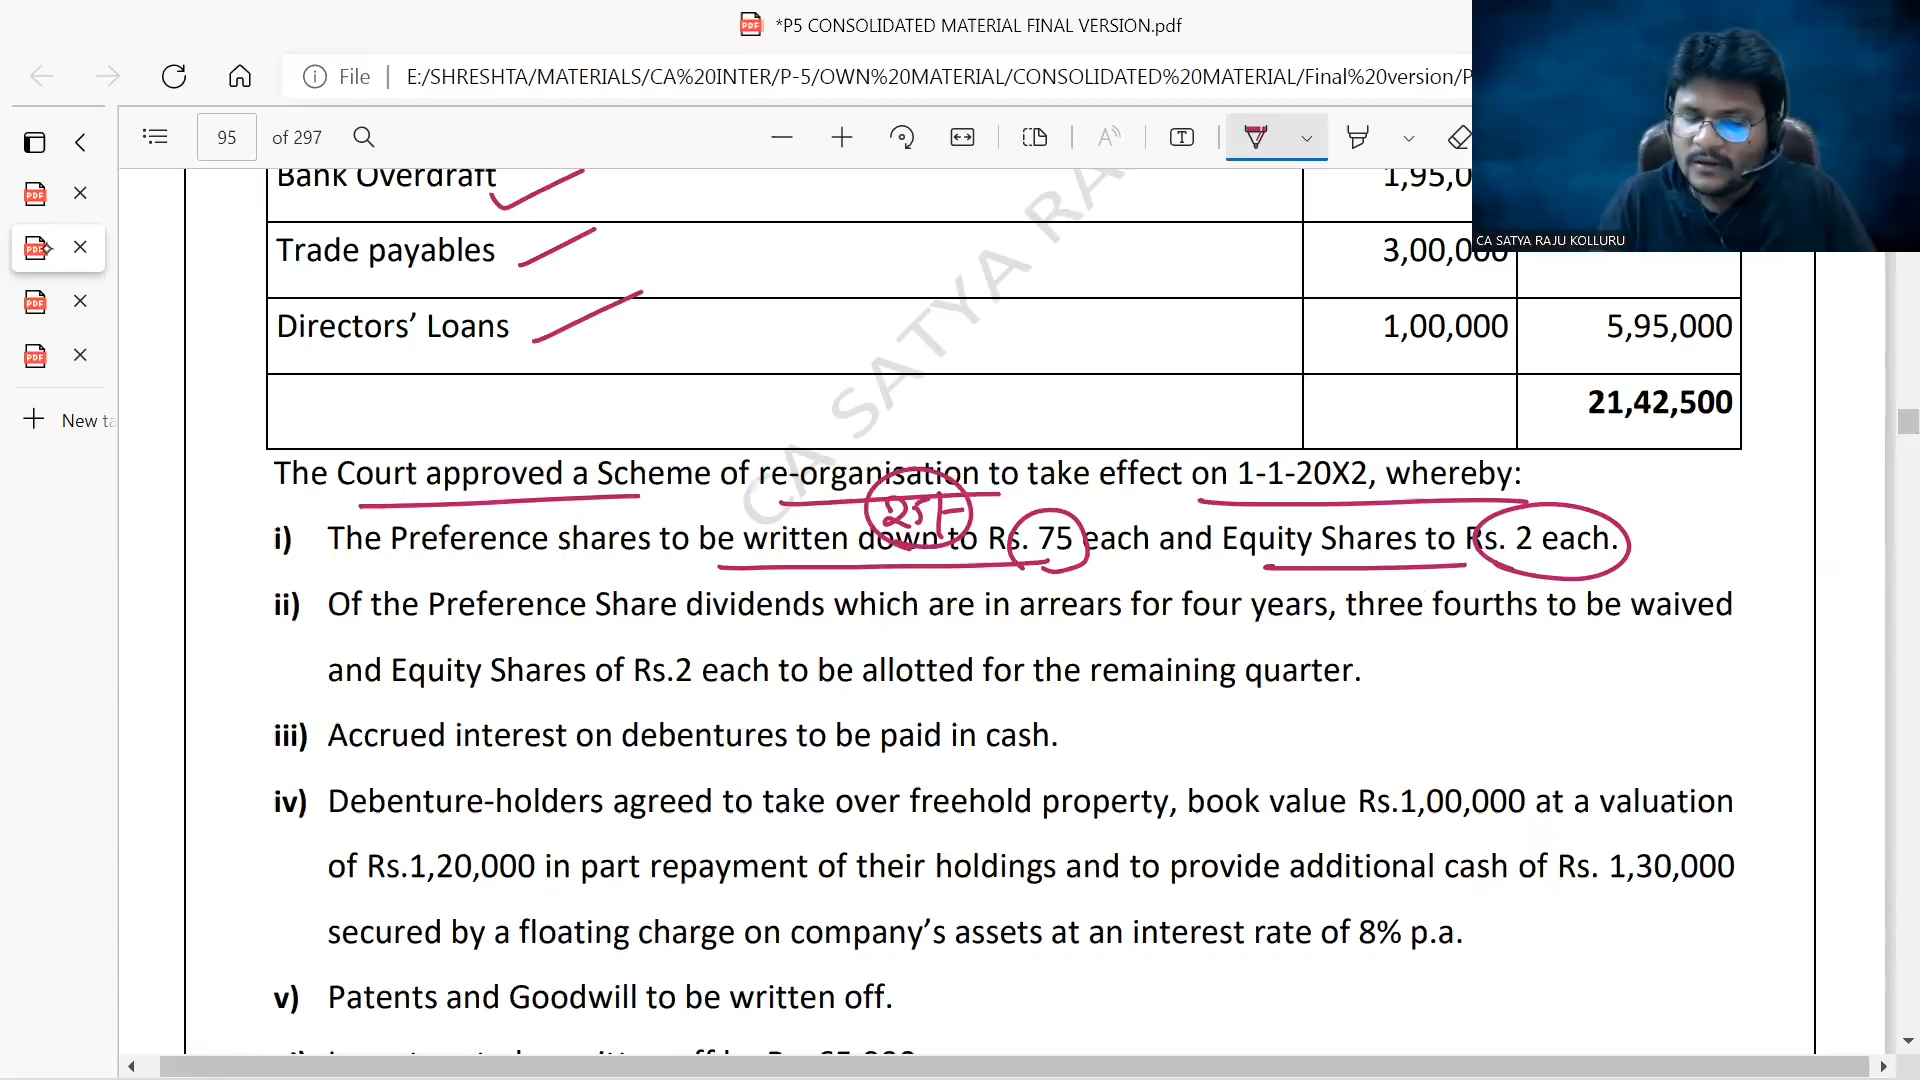 *P5 CONSOLIDATED MATERIAL FINAL VERSION.pdf
File E:/SHRESHTA/MATERIALS/CA%20INTER/P-5/OWN%20MATERIAL/CONSOLIDATED%20MATERIAL/Final%20version/P
95 of 297
CA SATYA RAJU KOLLURU
New ta
CA SATYA RA
Bank Overdraft 1,95,0
Trade payables 3,00,000
Directors’ Loans 1,00,000 5,95,000
21,42,500
The Court approved a Scheme of re-organisation to take effect on 1-1-20X2, whereby:
25/-
i) The Preference shares to be written down to Rs. 75 each and Equity Shares to Rs. 2 each.
ii) Of the Preference Share dividends which are in arrears for four years, three fourths to be waived
and Equity Shares of Rs.2 each to be allotted for the remaining quarter.
iii) Accrued interest on debentures to be paid in cash.
iv) Debenture-holders agreed to take over freehold property, book value Rs.1,00,000 at a valuation
of Rs.1,20,000 in part repayment of their holdings and to provide additional cash of Rs. 1,30,000
secured by a floating charge on company’s assets at an interest rate of 8% p.a.
v) Patents and Goodwill to be written off.